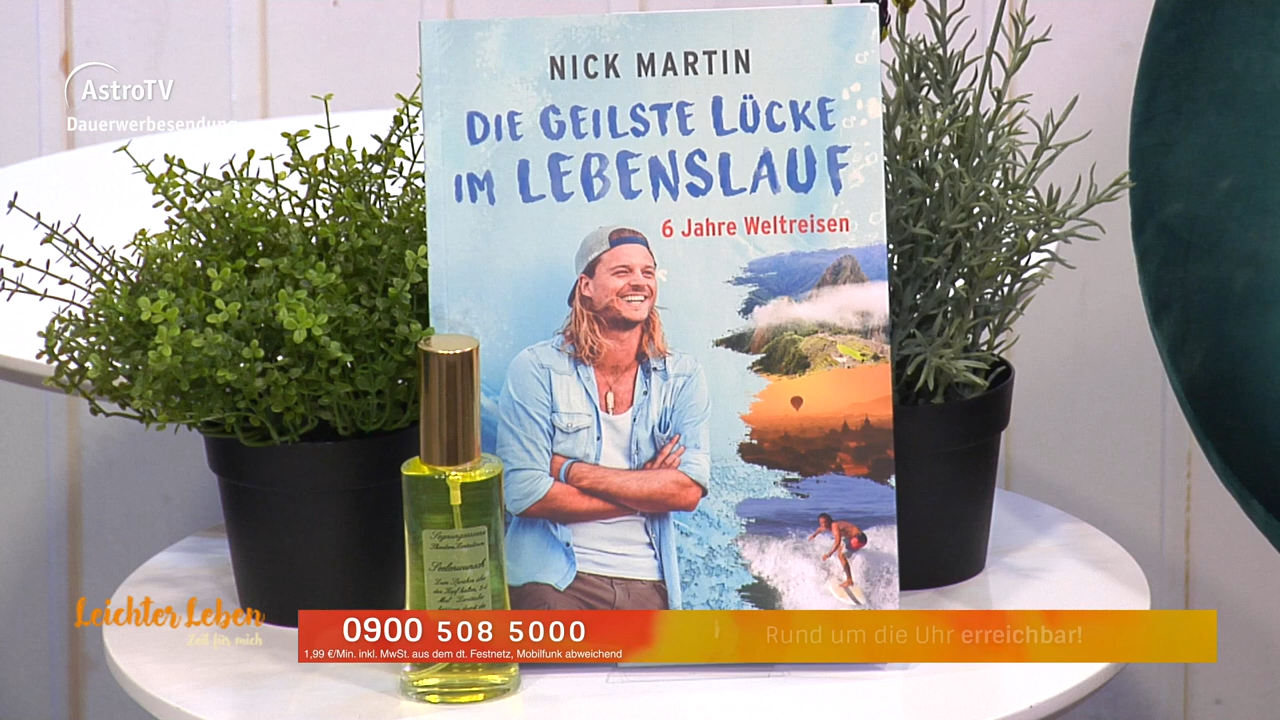 AstroTV
Dauerwerbesendung
NICK MARTIN
DIE GEILSTE LÜCKE
IM LEBENSLAUF
6 Jahre Weltreisen
Seelenwunsch
Leichter Leben
Zeit für mich
0900 508 5000
1,99 €/Min. inkl. MwSt. aus dem dt. Festnetz, Mobilfunk abweichend
Rund um die Uhr erreichbar!